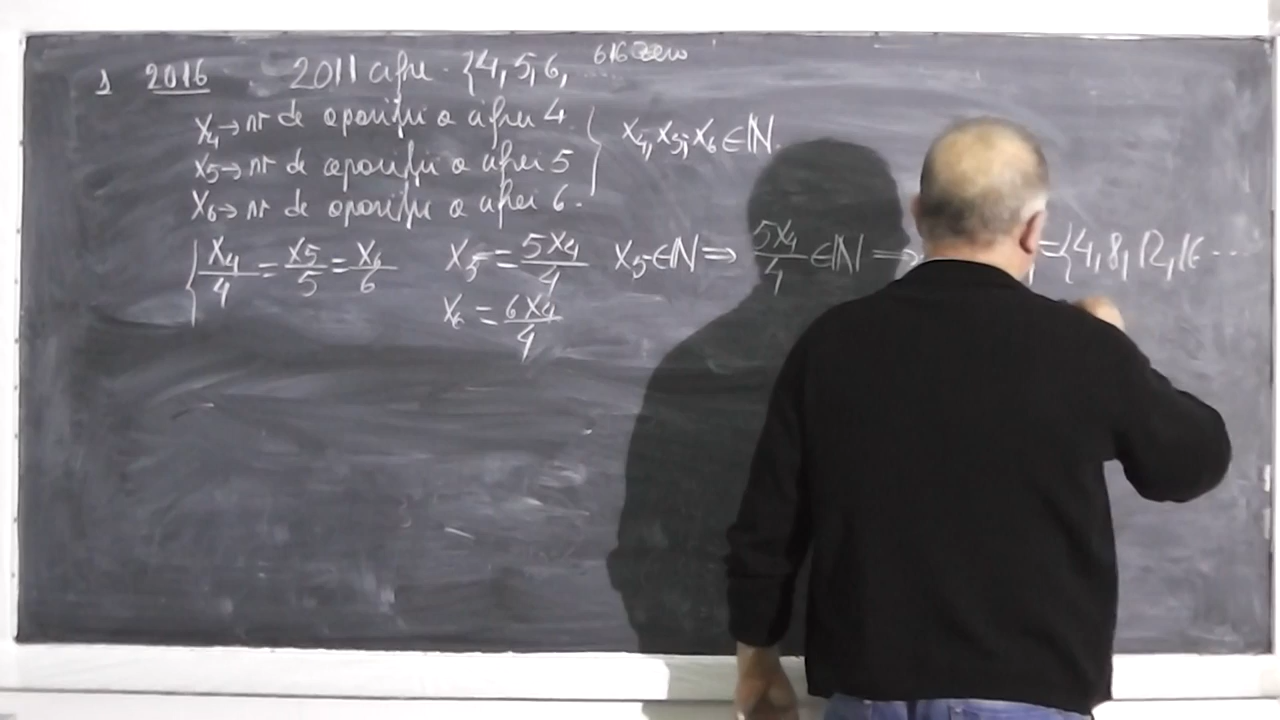 1 2016 2011 cifre. {4, 5, 6, ... 616 zero
X₄ → nr de apariții a cifrei 4.
X₅ → nr de apariții a cifrei 5
X₆ → nr de apariții a cifrei 6.
X₄, X₅, X₆ ∈ ℕ.
{ X₄/4 = X₅/5 = X₆/6 X₅ = 5X₄/4 X₅ ∈ ℕ ⇒ 5X₄/4 ∈ ℕ ⇒ = {4, 8, 12, 16 ...
X₆ = 6X₄/4